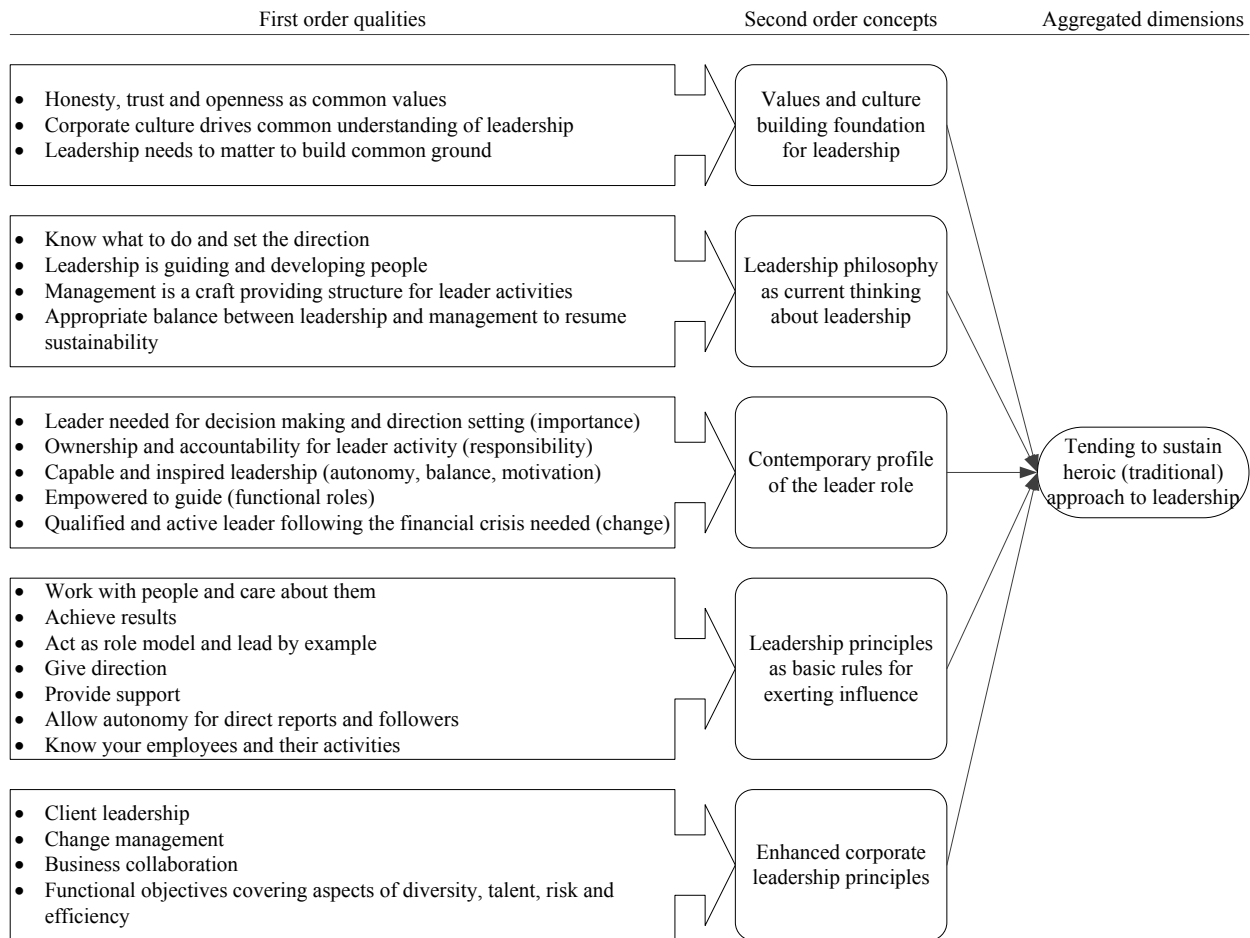 First order qualities
Second order concepts
Aggregated dimensions
• Honesty, trust and openness as common values
• Corporate culture drives common understanding of leadership
• Leadership needs to matter to build common ground
Values and culture
building foundation
for leadership
• Know what to do and set the direction
• Leadership is guiding and developing people
• Management is a craft providing structure for leader activities
• Appropriate balance between leadership and management to resume
sustainability
Leadership philosophy
as current thinking
about leadership
• Leader needed for decision making and direction setting (importance)
• Ownership and accountability for leader activity (responsibility)
• Capable and inspired leadership (autonomy, balance, motivation)
• Empowered to guide (functional roles)
• Qualified and active leader following the financial crisis needed (change)
Contemporary profile
of the leader role
Tending to sustain
heroic (traditional)
approach to leadership
• Work with people and care about them
• Achieve results
• Act as role model and lead by example
• Give direction
• Provide support
• Allow autonomy for direct reports and followers
• Know your employees and their activities
Leadership principles
as basic rules for
exerting influence
• Client leadership
• Change management
• Business collaboration
• Functional objectives covering aspects of diversity, talent, risk and
efficiency
Enhanced corporate
leadership principles